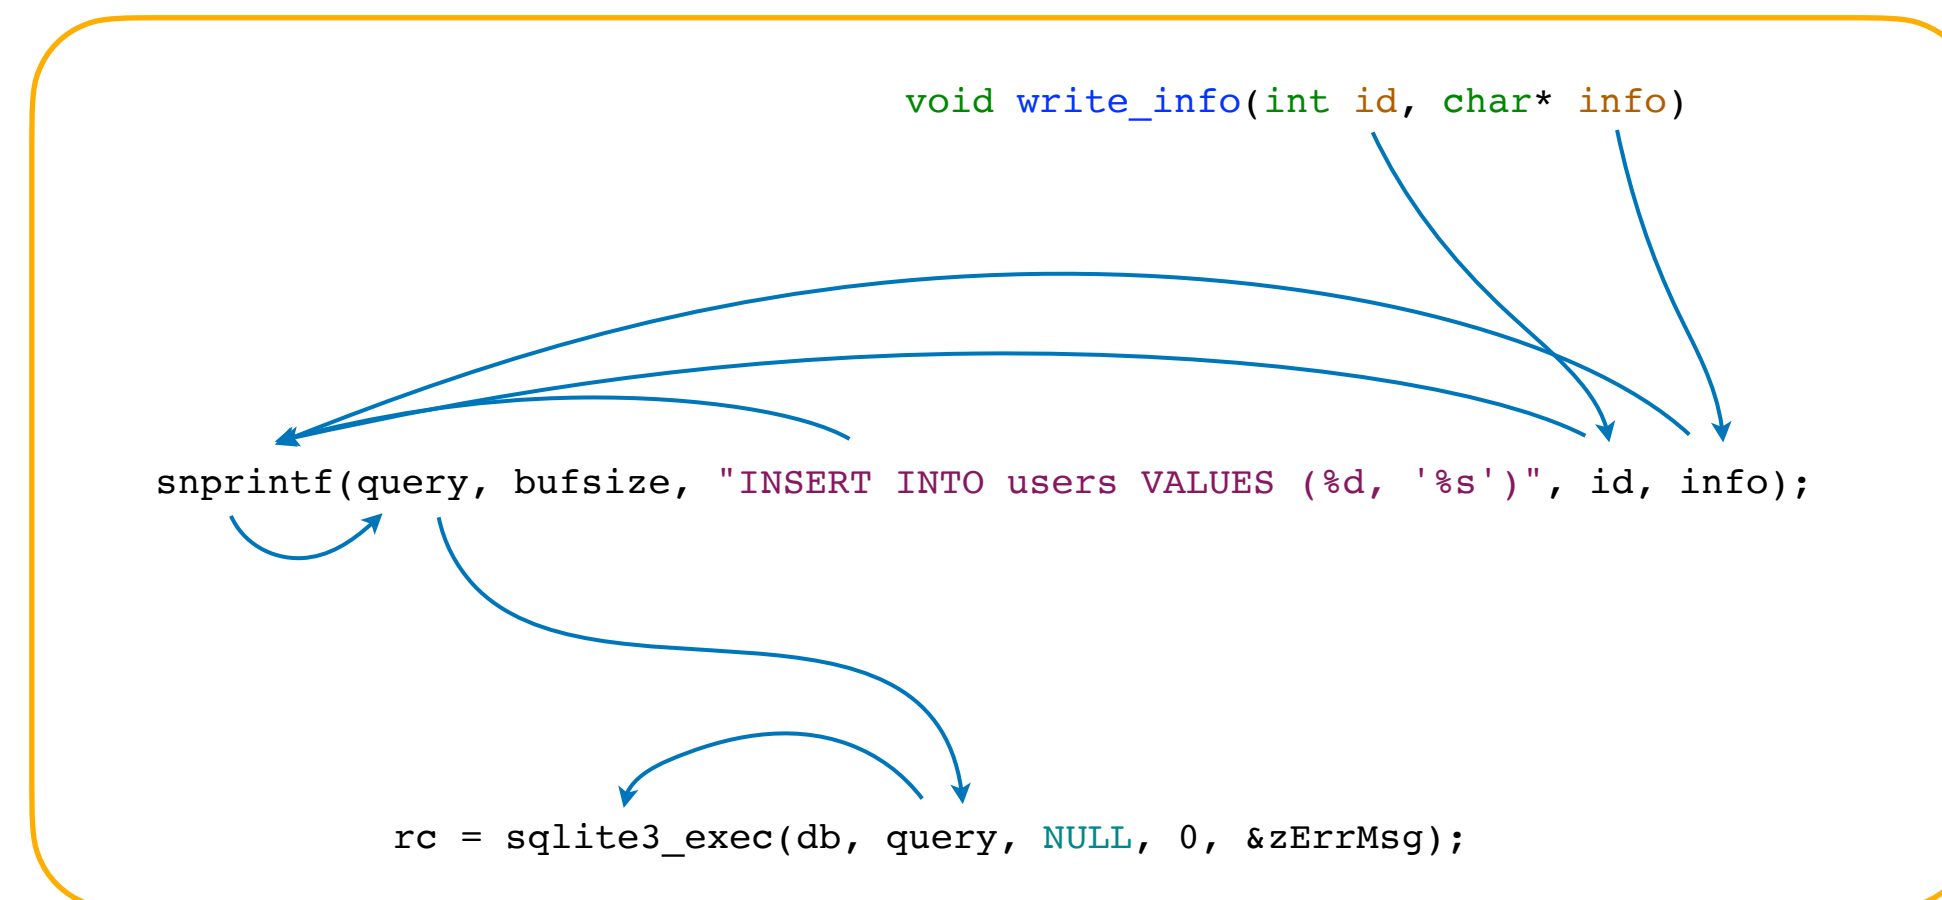 void write_info(int id, char* info)
snprintf(query, bufsize, "INSERT INTO users VALUES (%d, '%s')", id, info);
rc = sqlite3_exec(db, query, NULL, 0, &zErrMsg);